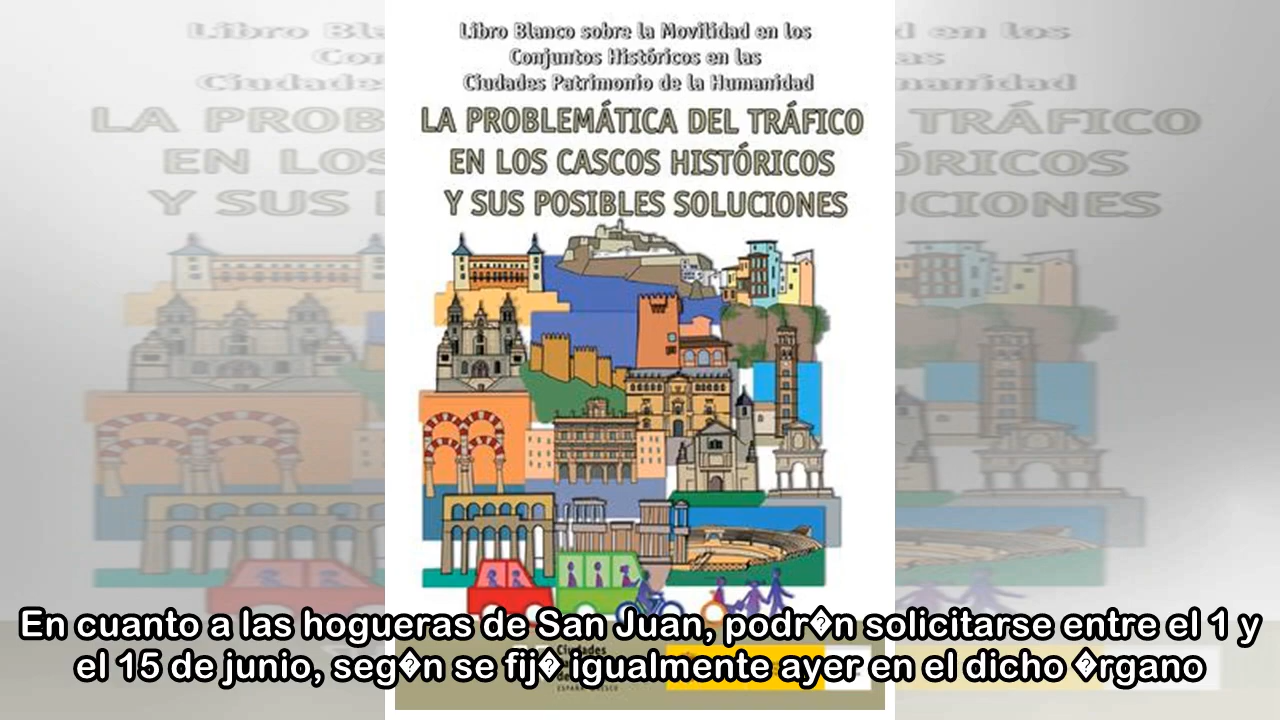 Libro Blanco sobre la Movilidad en los
Conjuntos Históricos en las
Ciudades Patrimonio de la Humanidad
LA PROBLEMÁTICA DEL TRÁFICO
EN LOS CASCOS HISTÓRICOS
Y SUS POSIBLES SOLUCIONES
En cuanto a las hogueras de San Juan, podr�n solicitarse entre el 1 y
el 15 de junio, seg�n se fij� igualmente ayer en el dicho �rgano
Ciudades